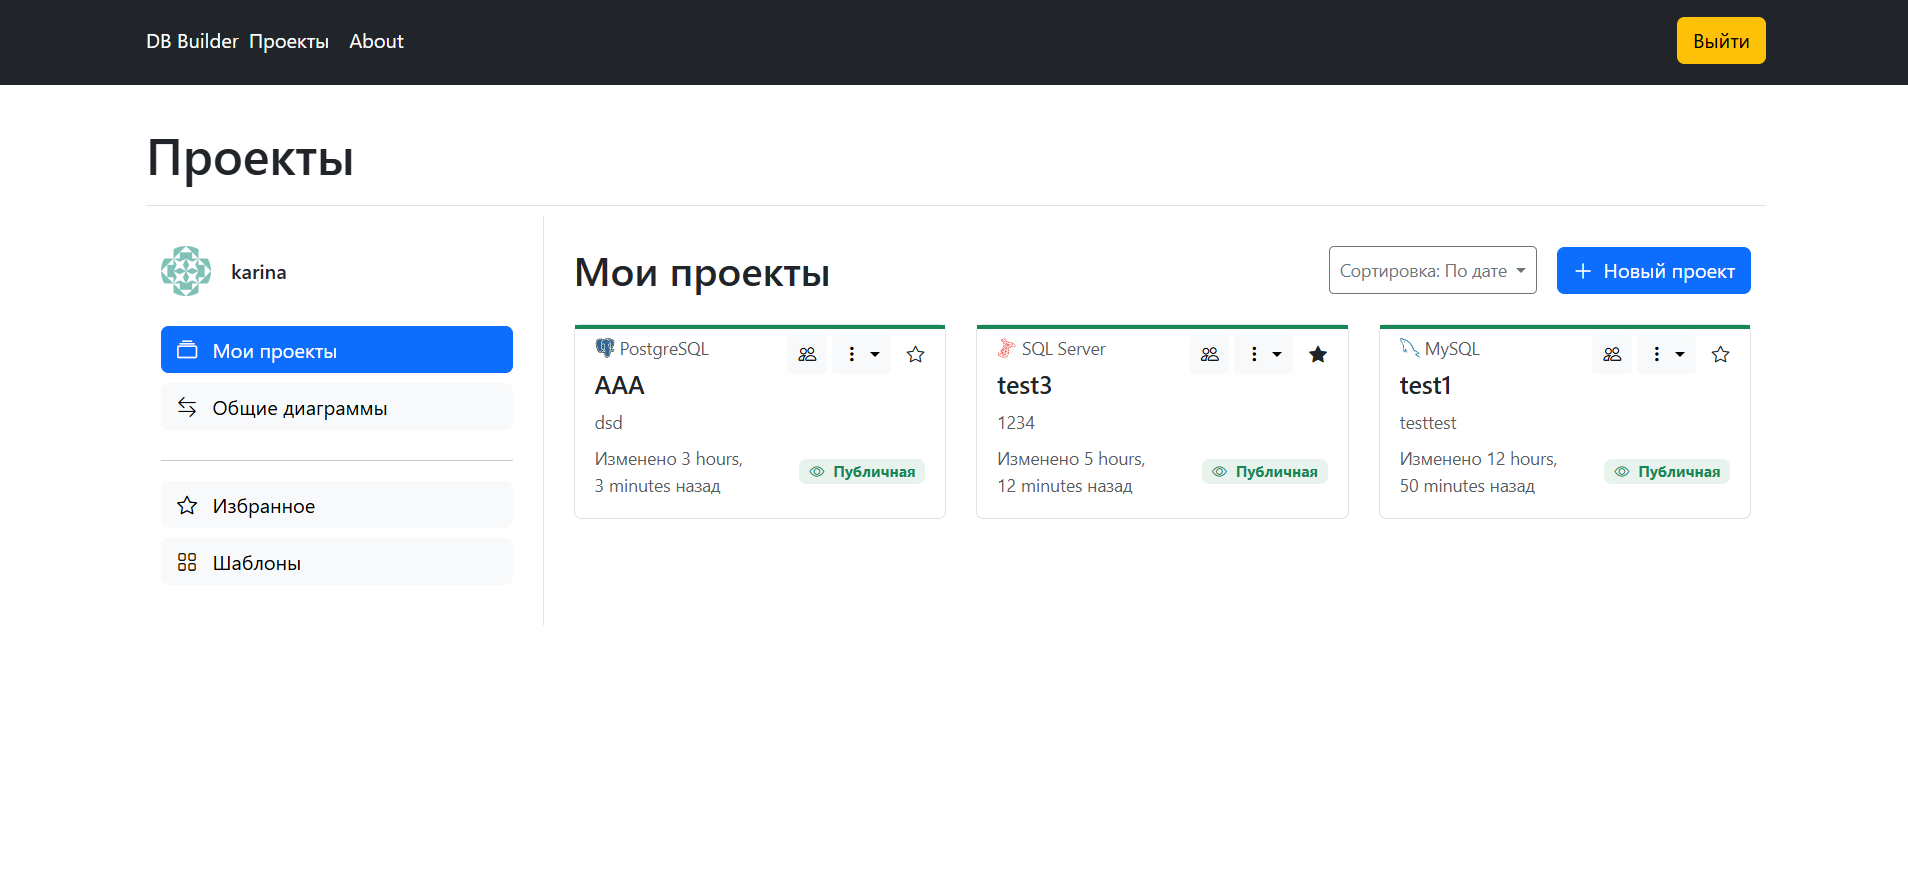 DB Builder Проекты About
Выйти
Проекты
karina
Мои проекты
Общие диаграммы
Избранное
Шаблоны
Мои проекты
Сортировка: По дате
Новый проект
PostgreSQL
AAA
dsd
Изменено 3 hours,
3 minutes назад
Публичная
SQL Server
test3
1234
Изменено 5 hours,
12 minutes назад
Публичная
MySQL
test1
testtest
Изменено 12 hours,
50 minutes назад
Публичная